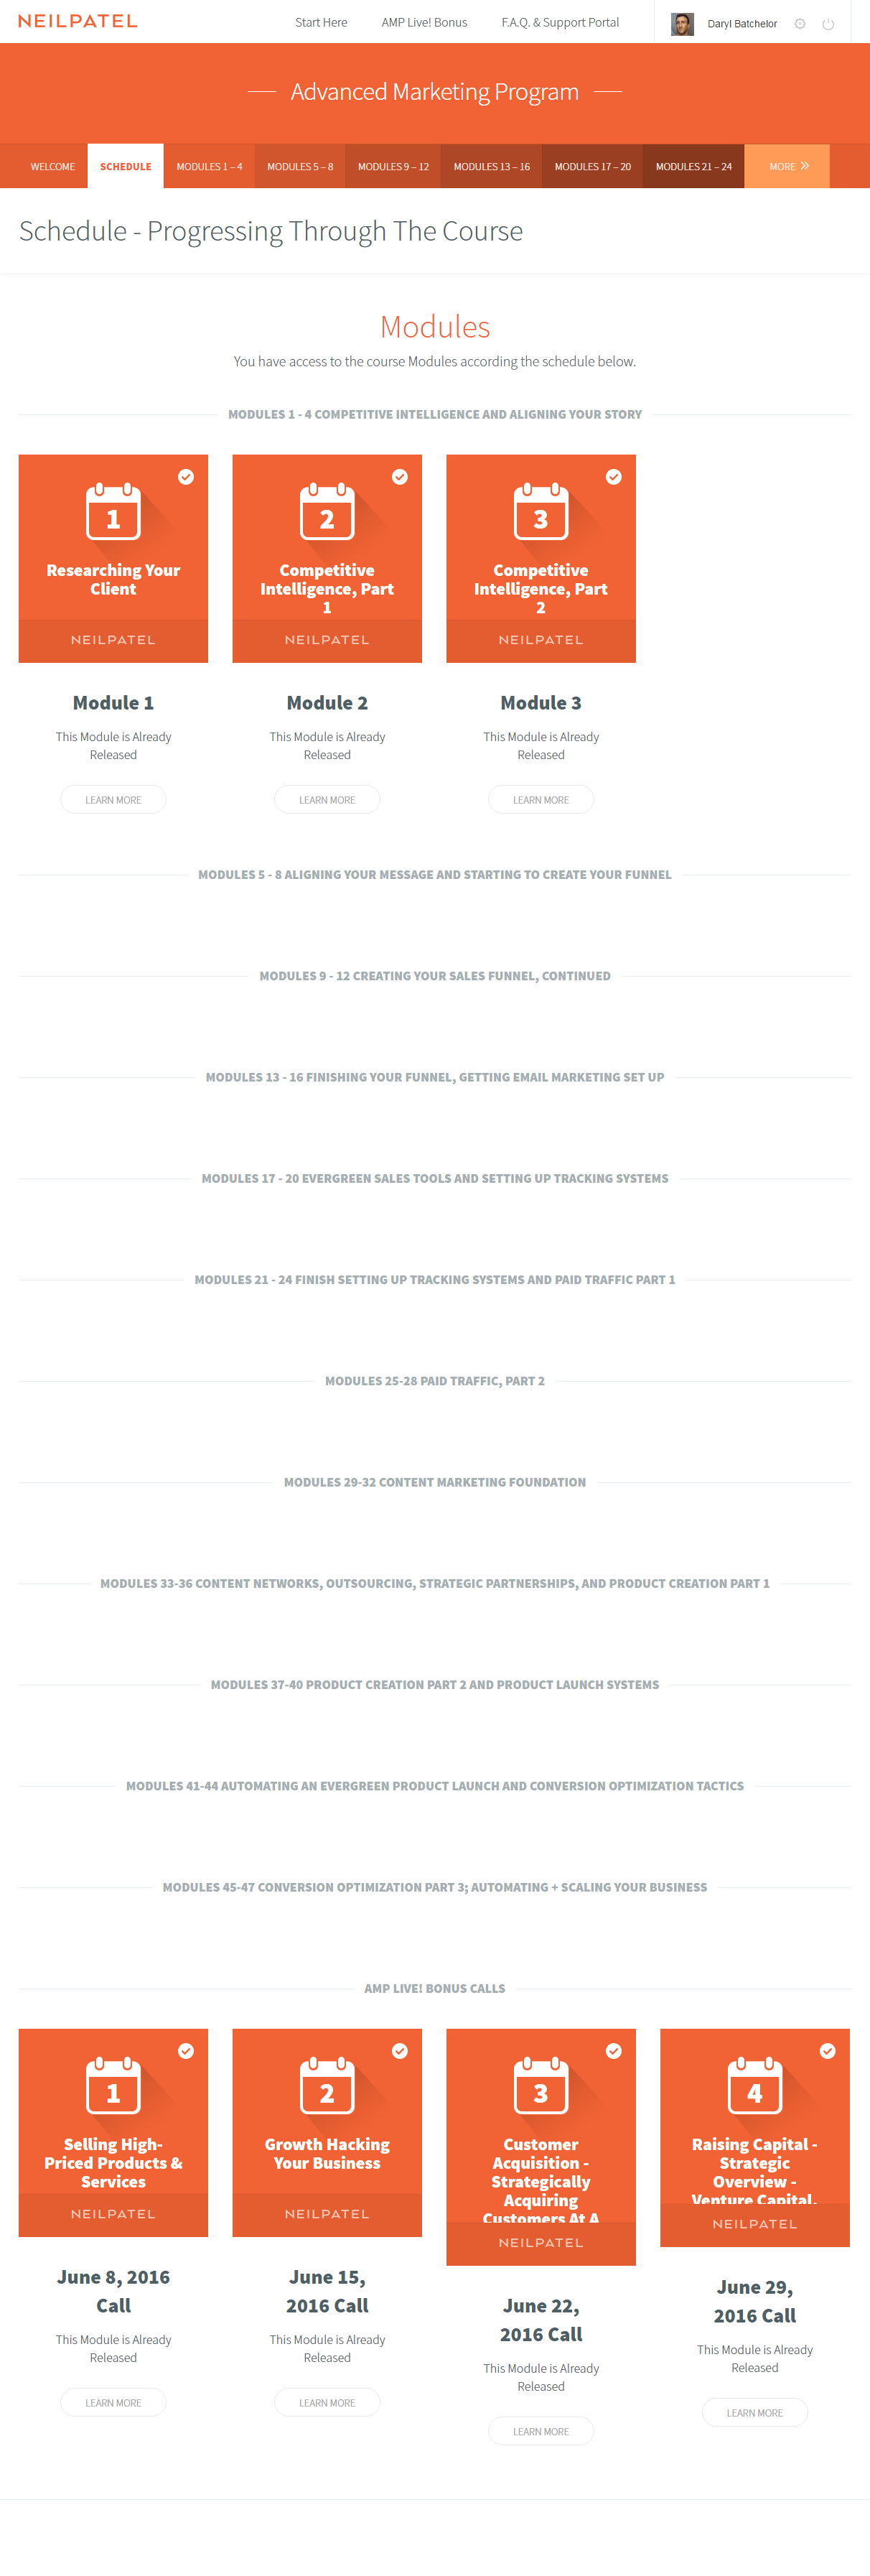 NEILPATEL
Start Here
AMP Live! Bonus
F.A.Q. & Support Portal
Daryl Batchelor
Advanced Marketing Program
WELCOME
SCHEDULE
MODULES 1 – 4
MODULES 5 – 8
MODULES 9 – 12
MODULES 13 – 16
MODULES 17 – 20
MODULES 21 – 24
MORE »
Schedule - Progressing Through The Course
Modules
You have access to the course Modules according the schedule below.
MODULES 1 - 4 COMPETITIVE INTELLIGENCE AND ALIGNING YOUR STORY
1
Researching Your
Client
NEILPATEL
Module 1
This Module is Already
Released
LEARN MORE
2
Competitive
Intelligence, Part
1
NEILPATEL
Module 2
This Module is Already
Released
LEARN MORE
3
Competitive
Intelligence, Part
2
NEILPATEL
Module 3
This Module is Already
Released
LEARN MORE
MODULES 5 - 8 ALIGNING YOUR MESSAGE AND STARTING TO CREATE YOUR FUNNEL
MODULES 9 - 12 CREATING YOUR SALES FUNNEL, CONTINUED
MODULES 13 - 16 FINISHING YOUR FUNNEL, GETTING EMAIL MARKETING SET UP
MODULES 17 - 20 EVERGREEN SALES TOOLS AND SETTING UP TRACKING SYSTEMS
MODULES 21 - 24 FINISH SETTING UP TRACKING SYSTEMS AND PAID TRAFFIC PART 1
MODULES 25-28 PAID TRAFFIC, PART 2
MODULES 29-32 CONTENT MARKETING FOUNDATION
MODULES 33-36 CONTENT NETWORKS, OUTSOURCING, STRATEGIC PARTNERSHIPS, AND PRODUCT CREATION PART 1
MODULES 37-40 PRODUCT CREATION PART 2 AND PRODUCT LAUNCH SYSTEMS
MODULES 41-44 AUTOMATING AN EVERGREEN PRODUCT LAUNCH AND CONVERSION OPTIMIZATION TACTICS
MODULES 45-47 CONVERSION OPTIMIZATION PART 3; AUTOMATING + SCALING YOUR BUSINESS
AMP LIVE! BONUS CALLS
1
Selling High-
Priced Products &
Services
NEILPATEL
June 8, 2016
Call
This Module is Already
Released
LEARN MORE
2
Growth Hacking
Your Business
NEILPATEL
June 15,
2016 Call
This Module is Already
Released
LEARN MORE
3
Customer
Acquisition -
Strategically
Acquiring
Customers At A
NEILPATEL
June 22,
2016 Call
This Module is Already
Released
LEARN MORE
4
Raising Capital -
Strategic
Overview -
Venture Capital,
NEILPATEL
June 29,
2016 Call
This Module is Already
Released
LEARN MORE